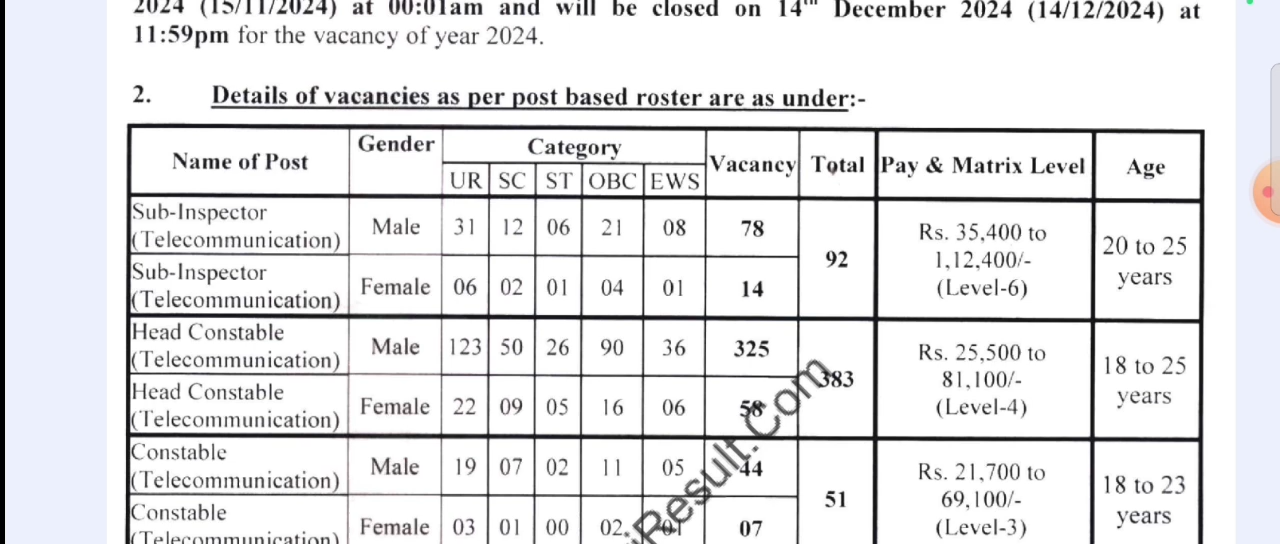 2024 (15/11/2024) at 00:01am and will be closed on 14th December 2024 (14/12/2024) at
11:59pm for the vacancy of year 2024.
2. Details of vacancies as per post based roster are as under:-
Name of Post Gender Category Vacancy Total Pay & Matrix Level Age
UR SC ST OBC EWS
Sub-Inspector (Telecommunication) Male 31 12 06 21 08 78 92 Rs. 35,400 to 1,12,400/- (Level-6) 20 to 25 years
Sub-Inspector (Telecommunication) Female 06 02 01 04 01 14
Head Constable (Telecommunication) Male 123 50 26 90 36 325 383 Rs. 25,500 to 81,100/- (Level-4) 18 to 25 years
Head Constable (Telecommunication) Female 22 09 05 16 06 58
Constable (Telecommunication) Male 19 07 02 11 05 44 51 Rs. 21,700 to 69,100/- (Level-3) 18 to 23 years
Constable (Telecommunication) Female 03 01 00 02 01 07
Result.Com